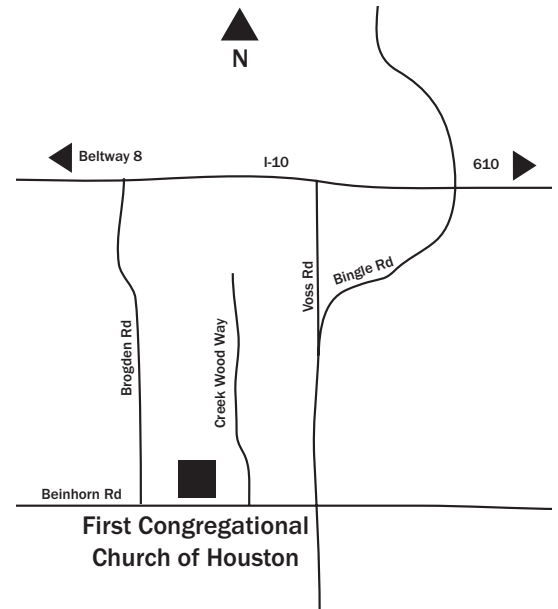 N
Beltway 8
I-10
610
Bingle Rd
Voss Rd
Brogden Rd
Creek Wood Way
Beinhorn Rd
First Congregational
Church of Houston